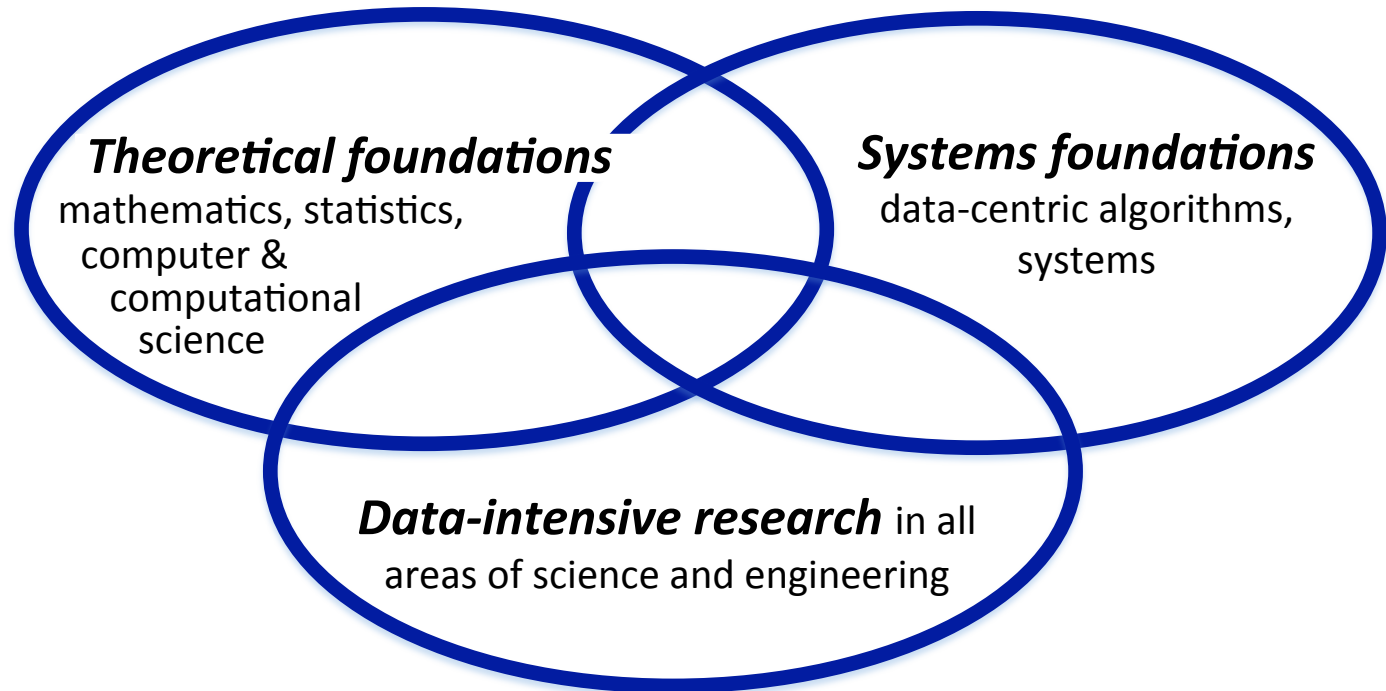 Theoretical foundations
mathematics, statistics,
computer &
computational
science
Systems foundations
data-centric algorithms,
systems
Data-intensive research in all
areas of science and engineering